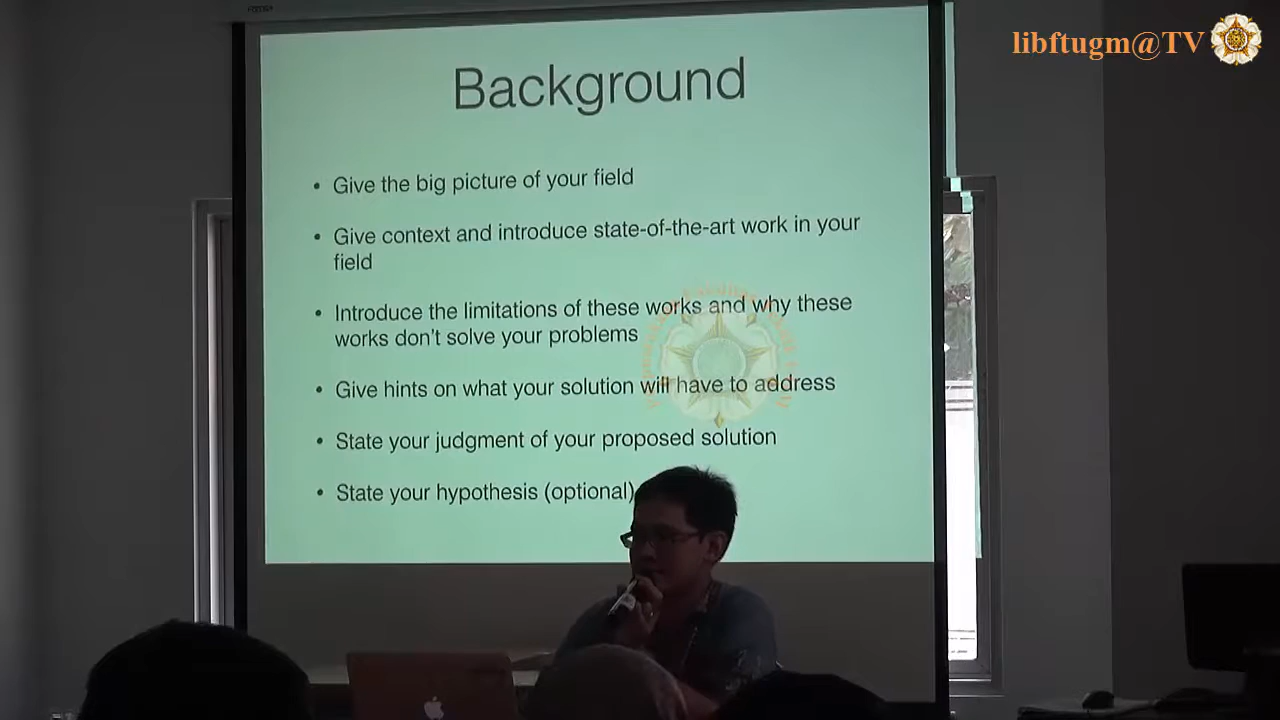 libftugm@TV
Background
• Give the big picture of your field
• Give context and introduce state-of-the-art work in your
field
• Introduce the limitations of these works and why these
works don't solve your problems
• Give hints on what your solution will have to address
• State your judgment of your proposed solution
• State your hypothesis (optional)